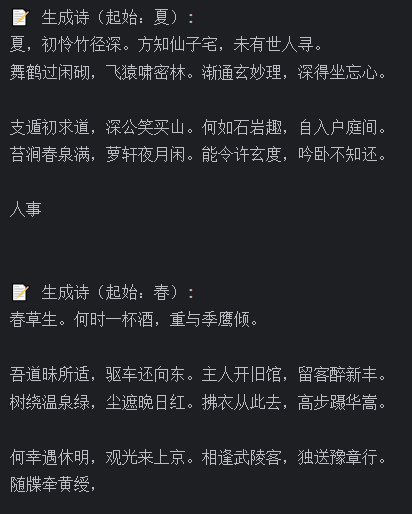 📝 生成诗（起始：夏）：
夏，初怜竹径深。方知仙子宅，未有世人寻。
舞鹤过闲砌，飞猿啸密林。渐通玄妙理，深得坐忘心。
支遁初求道，深公笑买山。何如石岩趣，自入户庭间。
苔涧春泉满，萝轩夜月闲。能令许玄度，吟卧不知还。
人事
📝 生成诗（起始：春）：
春草生。何时一杯酒，重与季鹰倾。
吾道昧所适，驱车还向东。主人开旧馆，留客醉新丰。
树绕温泉绿，尘遮晚日红。拂衣从此去，高步蹑华嵩。
何幸遇休明，观光来上京。相逢武陵客，独送豫章行。
随牒牵黄绶，